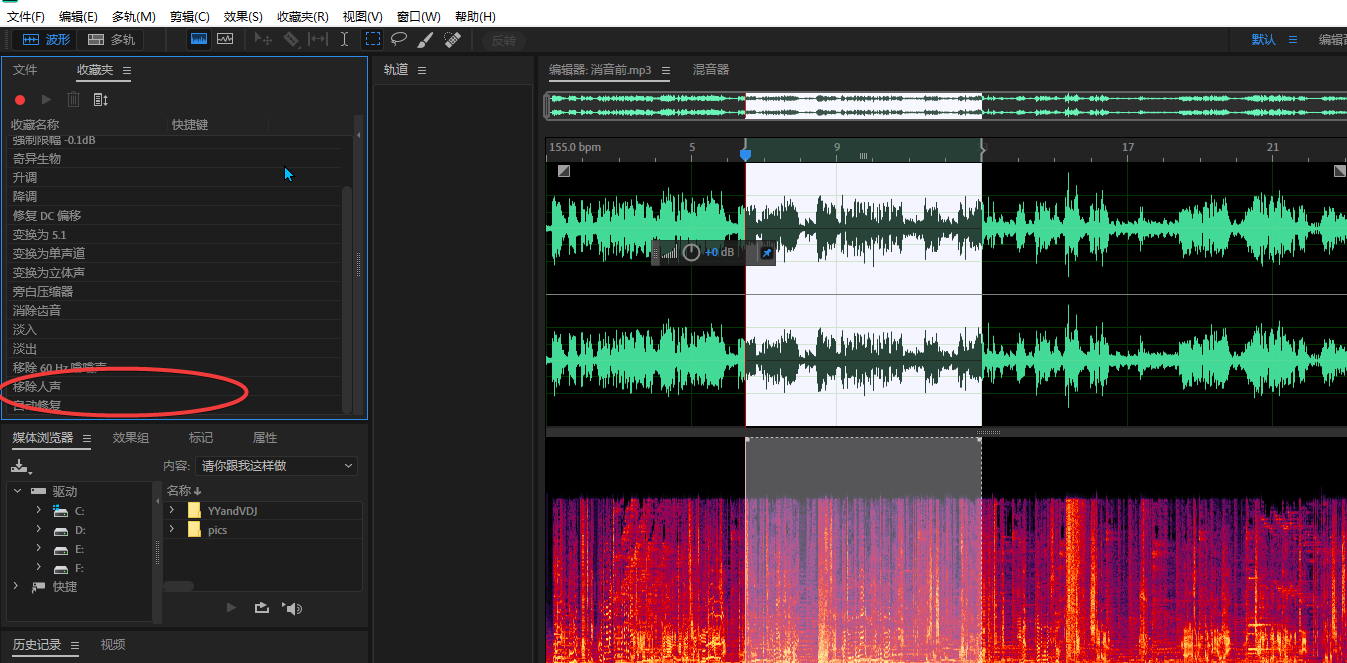 文件(F) 编辑(E) 多轨(M) 剪辑(C) 效果(S) 收藏夹(R) 视图(V) 窗口(W) 帮助(H)
波形 多轨 反转 默认 编辑
文件 收藏夹 轨道 编辑器: 消音前.mp3 混音器
收藏名称 快捷键
强制限幅 -0.1dB
155.0 bpm 5 9 17 21
奇异生物
升调
降调
修复 DC 偏移
变换为 5.1
变换为单声道
+0 dB
变换为立体声
旁白压缩器
消除齿音
淡入
淡出
移除 60 Hz 嗡嗡声
移除人声
自动修复
媒体浏览器 效果组 标记 属性
内容: 请你跟我这样做
驱动 名称
C: YYandVDJ
D: pics
E:
F:
快捷
历史记录 视频